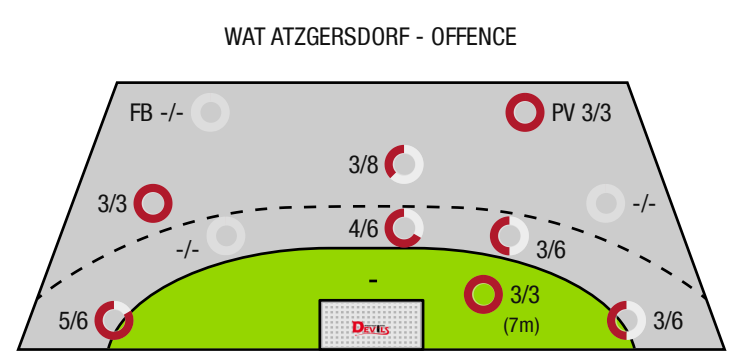 WAT ATZGERSDORF - OFFENCE
FB -/-
PV 3/3
3/8
3/3
-/-
4/6
-/-
3/6
-
3/3
(7m)
5/6
DEVILS
3/6